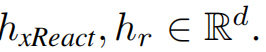 h_{xReact}, h_r ∈ ℝ^d.